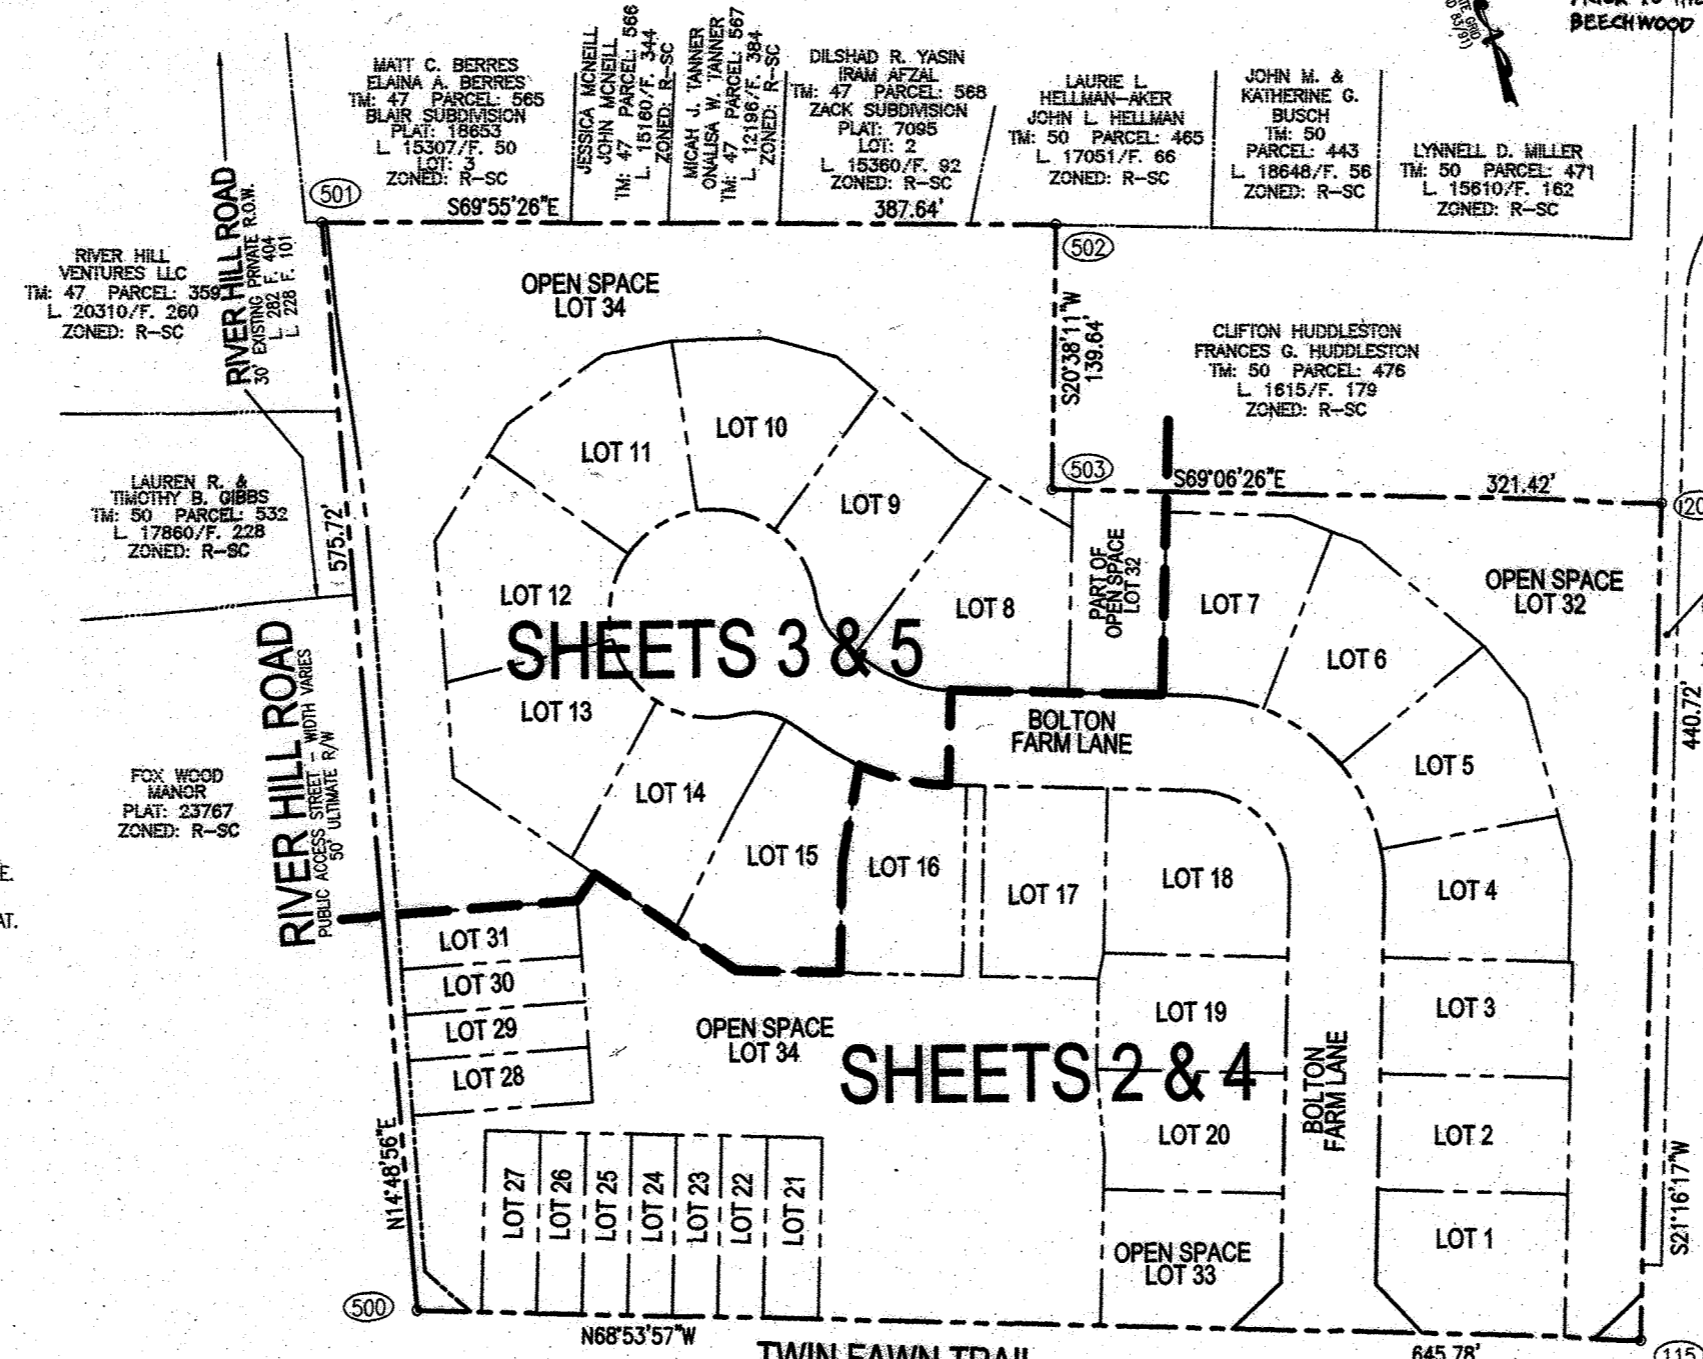 BEECHWOOD
MATT C. BERRES
ELAINA A. BERRES
TM: 47 PARCEL: 565
BLAIR SUBDIVISION
PLAT: 18653
L. 15307/F. 50
LOT: 3
ZONED: R-SC
JESSICA MCNEILL
JOHN MCNEILL
TM: 47 PARCEL: 566
L. 15160/F. 344
ZONED: R-SC
MICAH J. TANNER
ONALISA W. TANNER
TM: 47 PARCEL: 567
L. 12196/F. 384
ZONED: R-SC
DILSHAD R. YASIN
IRAM AFZAL
TM: 47 PARCEL: 568
ZACK SUBDIVISION
PLAT: 7095
LOT: 2
L. 15360/F. 92
ZONED: R-SC
LAURIE L.
HELLMAN-AKER
JOHN L. HELLMAN
TM: 50 PARCEL: 465
L. 17051/F. 66
ZONED: R-SC
JOHN M. &
KATHERINE G.
BUSCH
TM: 50
PARCEL: 443
L. 18648/F. 56
ZONED: R-SC
LYNNELL D. MILLER
TM: 50 PARCEL: 471
L. 15610/F. 162
ZONED: R-SC
501
S69°55'26"E
387.64'
502
RIVER HILL
VENTURES LLC
TM: 47 PARCEL: 359
L. 20310/F. 260
ZONED: R-SC
RIVER HILL ROAD
30' EXISTING PRIVATE R.O.W.
L. 282 F. 404
L. 228 F. 101
OPEN SPACE
LOT 34
S20°38'11"W
139.64'
CLIFTON HUDDLESTON
FRANCES G. HUDDLESTON
TM: 50 PARCEL: 476
L. 1615/F. 179
ZONED: R-SC
LOT 11
LOT 10
LOT 9
503
S69°06'26"E
321.42'
120
LAUREN R. &
TIMOTHY B. GIBBS
TM: 50 PARCEL: 532
L. 17860/F. 228
ZONED: R-SC
575.72'
LOT 12
LOT 8
PART OF
OPEN SPACE
LOT 32
LOT 7
OPEN SPACE
LOT 32
SHEETS 3 & 5
LOT 6
RIVER HILL ROAD
PUBLIC ACCESS STREET - WIDTH VARIES
50' ULTIMATE R/W
LOT 13
BOLTON
FARM LANE
440.72'
FOX WOOD
MANOR
PLAT: 23767
ZONED: R-SC
LOT 14
LOT 5
LOT 15
LOT 16
LOT 17
LOT 18
LOT 4
E.
AT.
LOT 31
LOT 30
LOT 29
LOT 28
OPEN SPACE
LOT 34
LOT 19
LOT 3
SHEETS 2 & 4
BOLTON
FARM LANE
LOT 20
LOT 2
N14°48'56"E
LOT 27
LOT 26
LOT 25
LOT 24
LOT 23
LOT 22
LOT 21
OPEN SPACE
LOT 33
LOT 1
S21°16'17"W
500
N68°53'57"W
TWIN FAWN TRAIL
645.78'
115